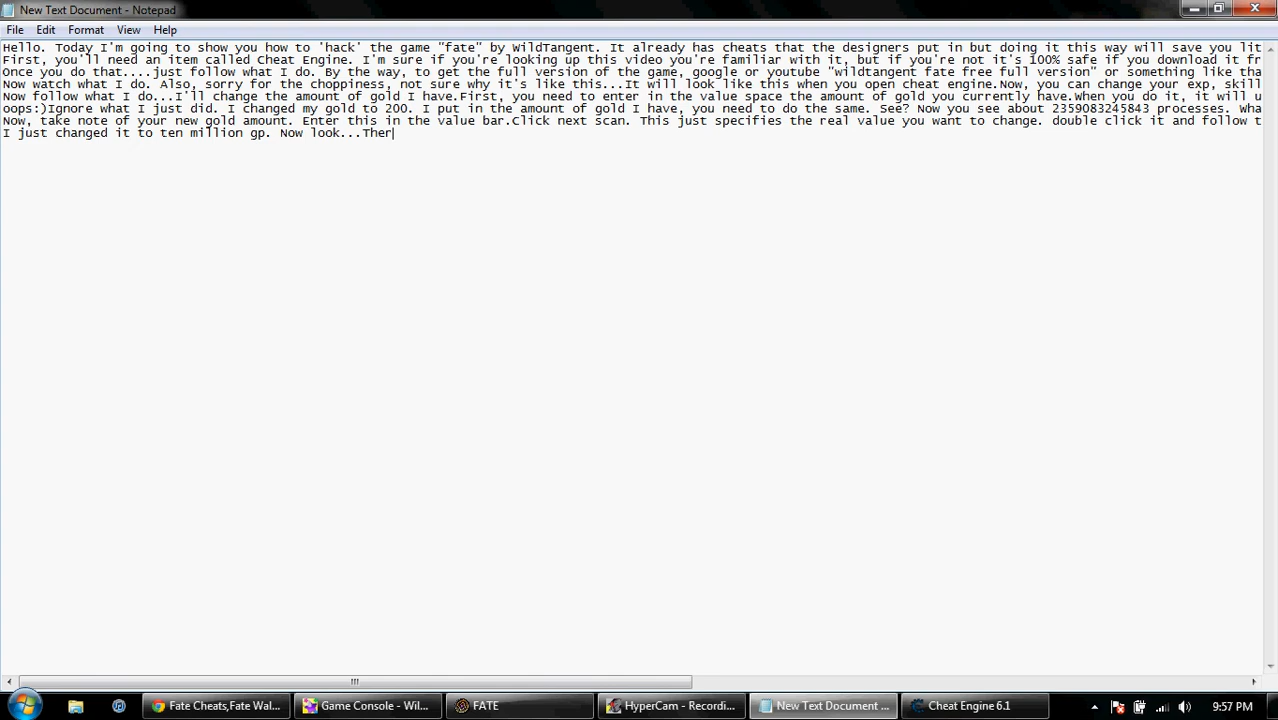 New Text Document - Notepad
File Edit Format View Help
Hello. Today I'm going to show you how to 'hack' the game "fate" by WildTangent. It already has cheats that the designers put in but doing it this way will save you lit
First, you'll need an item called Cheat Engine. I'm sure if you're looking up this video you're familiar with it, but if you're not it's 100% safe if you download it fr
Once you do that....just follow what I do. By the way, to get the full version of the game, google or youtube "wildtangent fate free full version" or something like tha
Now watch what I do. Also, sorry for the choppiness, not sure why it's like this...It will look like this when you open cheat engine.Now, you can change your exp, skill
Now follow what I do...I'll change the amount of gold I have.First, you need to enter in the value space the amount of gold you currently have.When you do it, it will u
oops:)Ignore what I just did. I changed my gold to 200. I put in the amount of gold I have, you need to do the same. See? Now you see about 2359083245843 processes. Wha
Now, take note of your new gold amount. Enter this in the value bar.Click next scan. This just specifies the real value you want to change. double click it and follow t
I just changed it to ten million gp. Now look...Ther
Fate Cheats,Fate Wal... Game Console - Wil... FATE HyperCam - Recordi... New Text Document ... Cheat Engine 6.1 9:57 PM